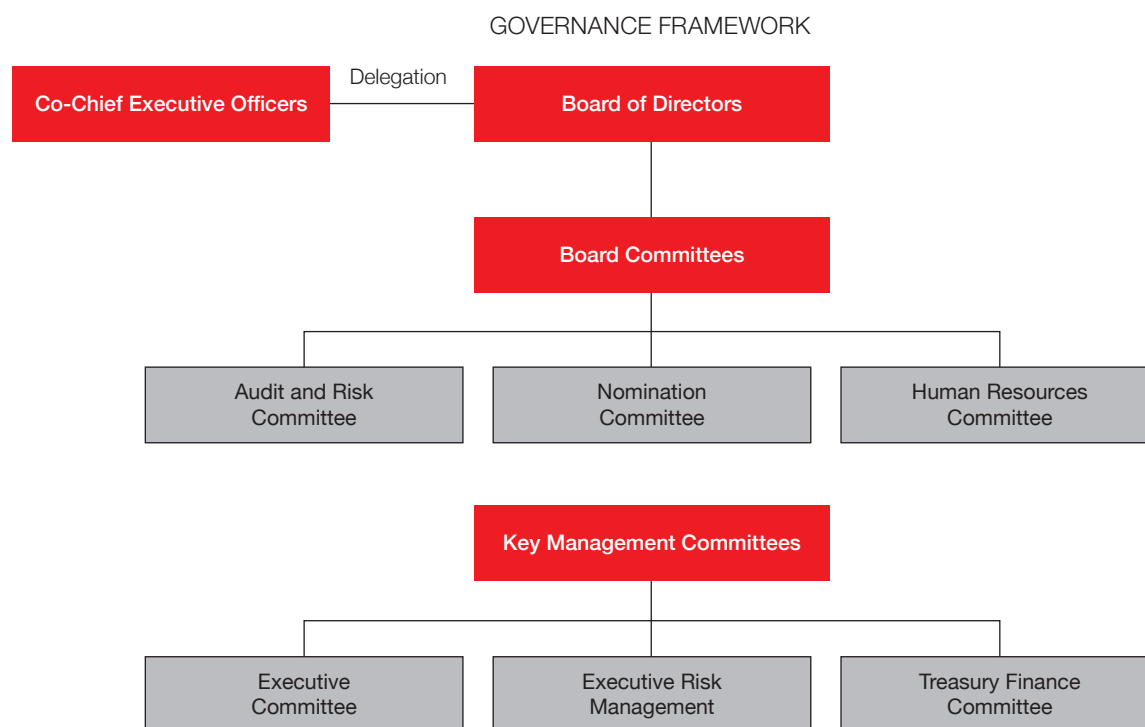 GOVERNANCE FRAMEWORK
Co-Chief Executive Officers
Delegation
Board of Directors
Board Committees
Audit and Risk
Committee
Nomination
Committee
Human Resources
Committee
Key Management Committees
Executive
Committee
Executive Risk
Management
Treasury Finance
Committee